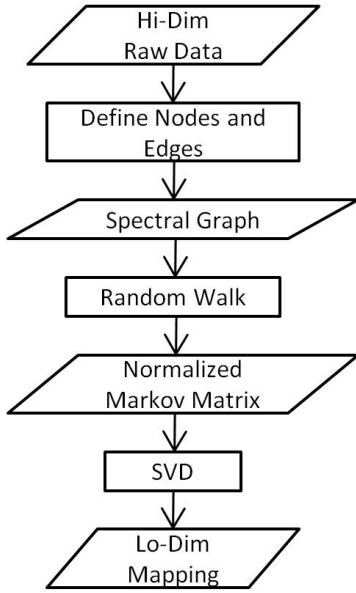 Hi-Dim
Raw Data
Define Nodes and
Edges
Spectral Graph
Random Walk
Normalized
Markov Matrix
SVD
Lo-Dim
Mapping